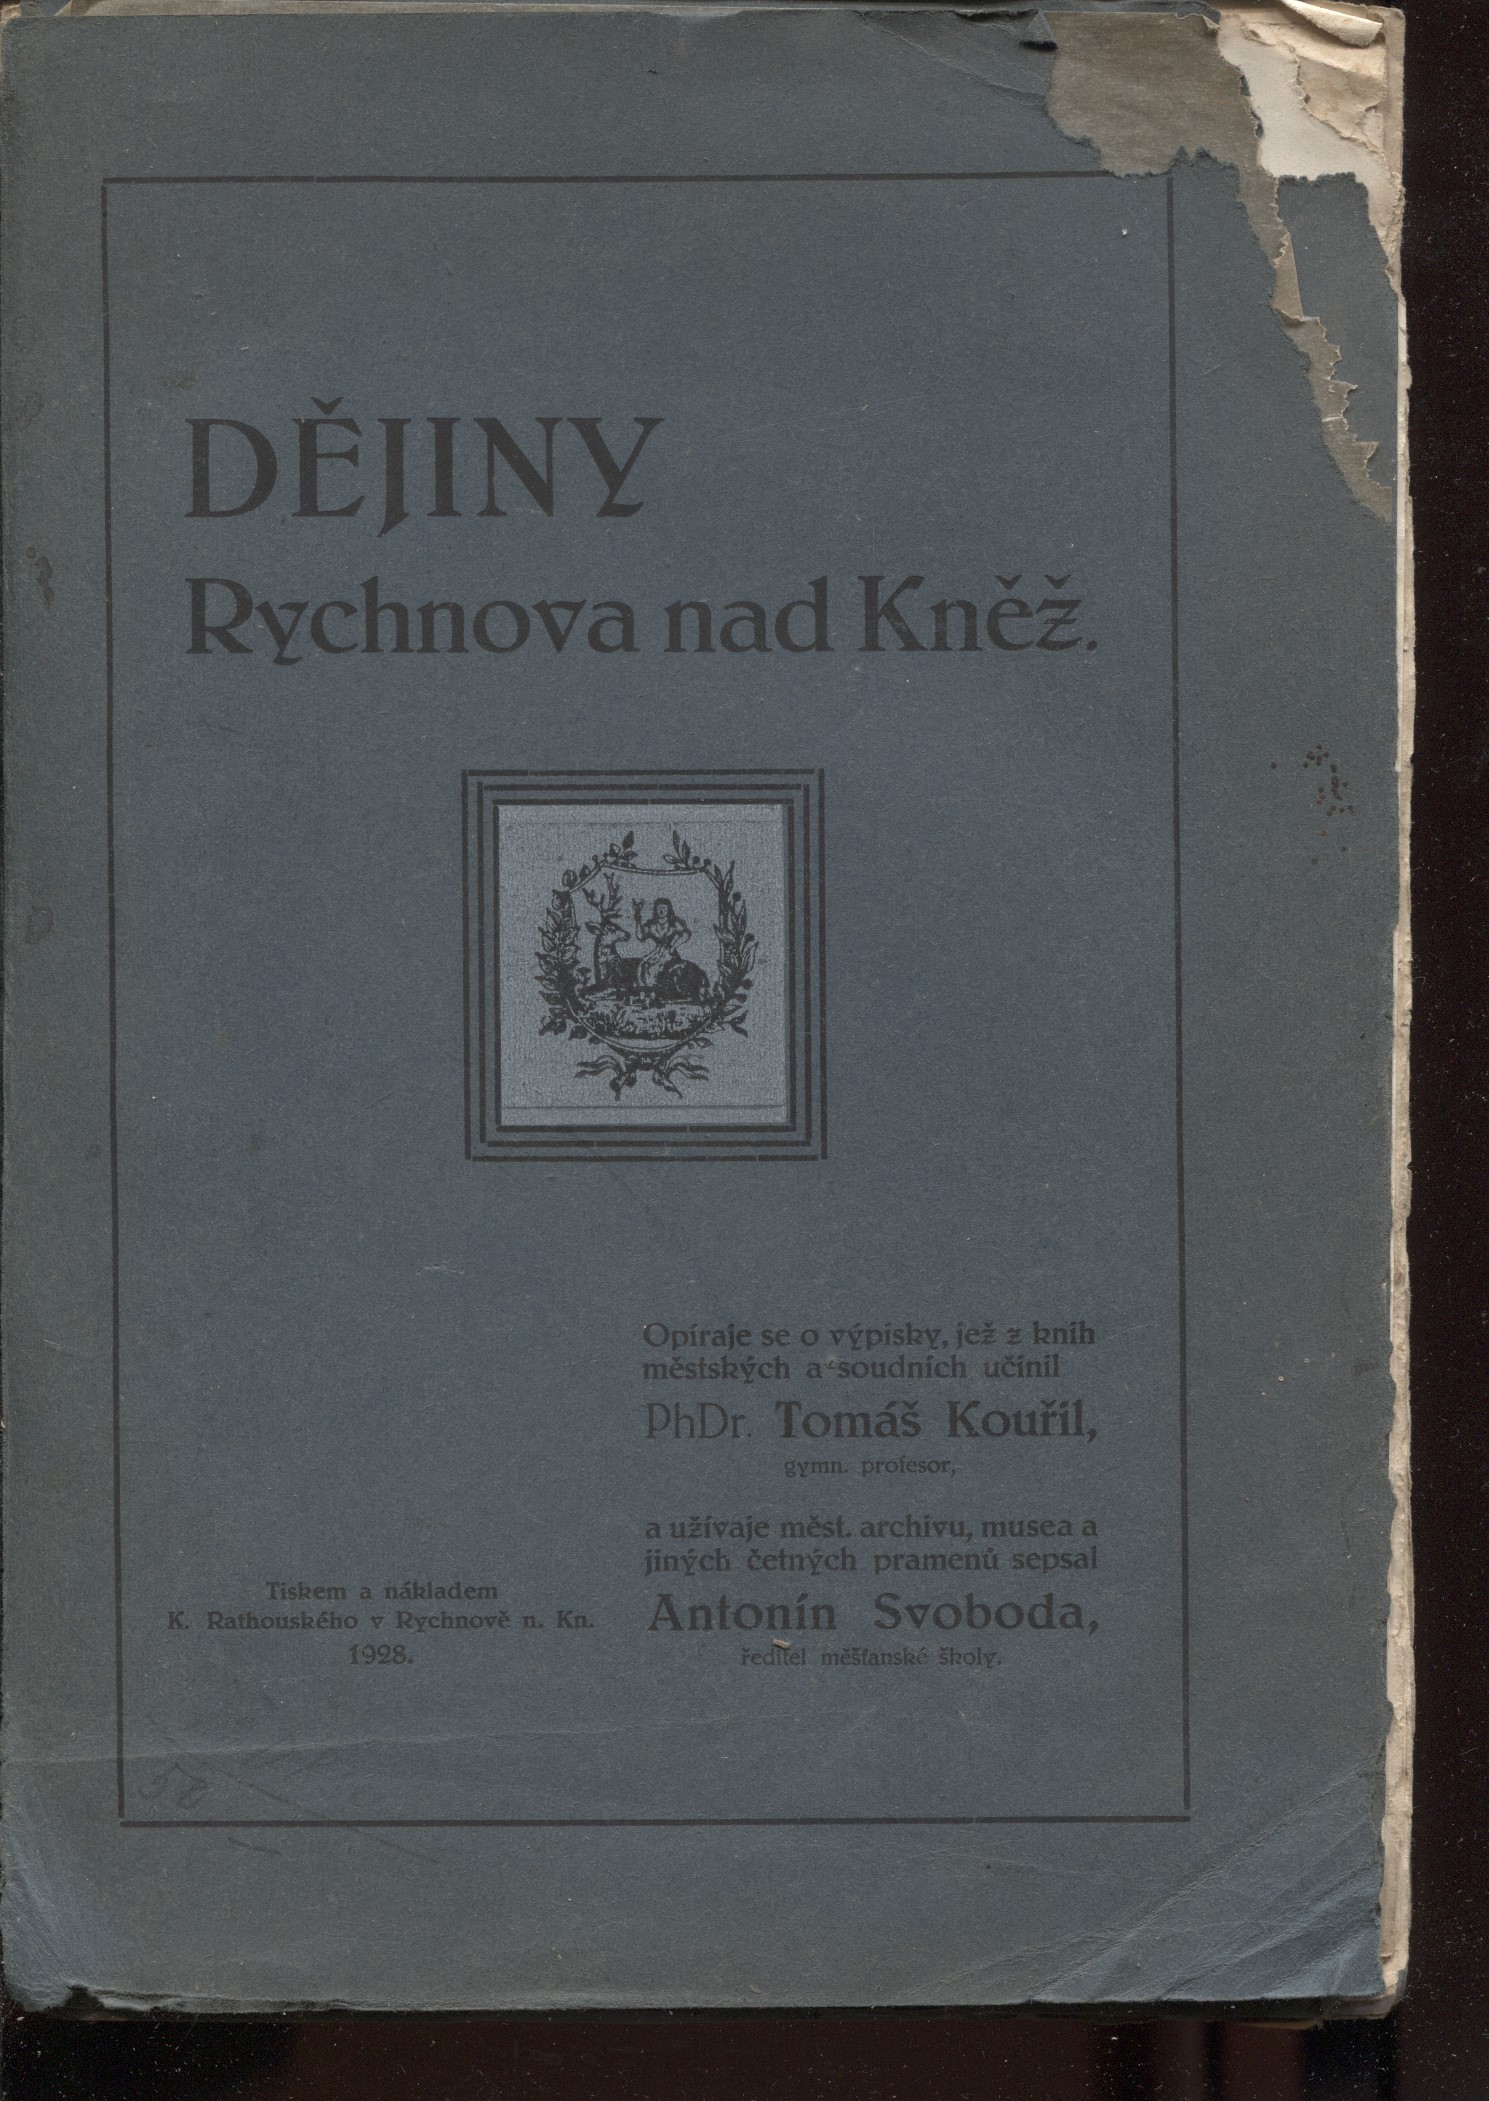 DĚJINY
Rychnova nad Kněž.
Opíraje se o výpisky, jež z knih
městských a soudních učinil
PhDr. Tomáš Kouřil,
gymn. profesor,
a užívaje měst. archivu, musea a
jiných četných pramenů sepsal
Antonín Svoboda,
ředitel měšťanské školy.
Tiskem a nákladem
K. Rathouského v Rychnově n. Kn.
1928.